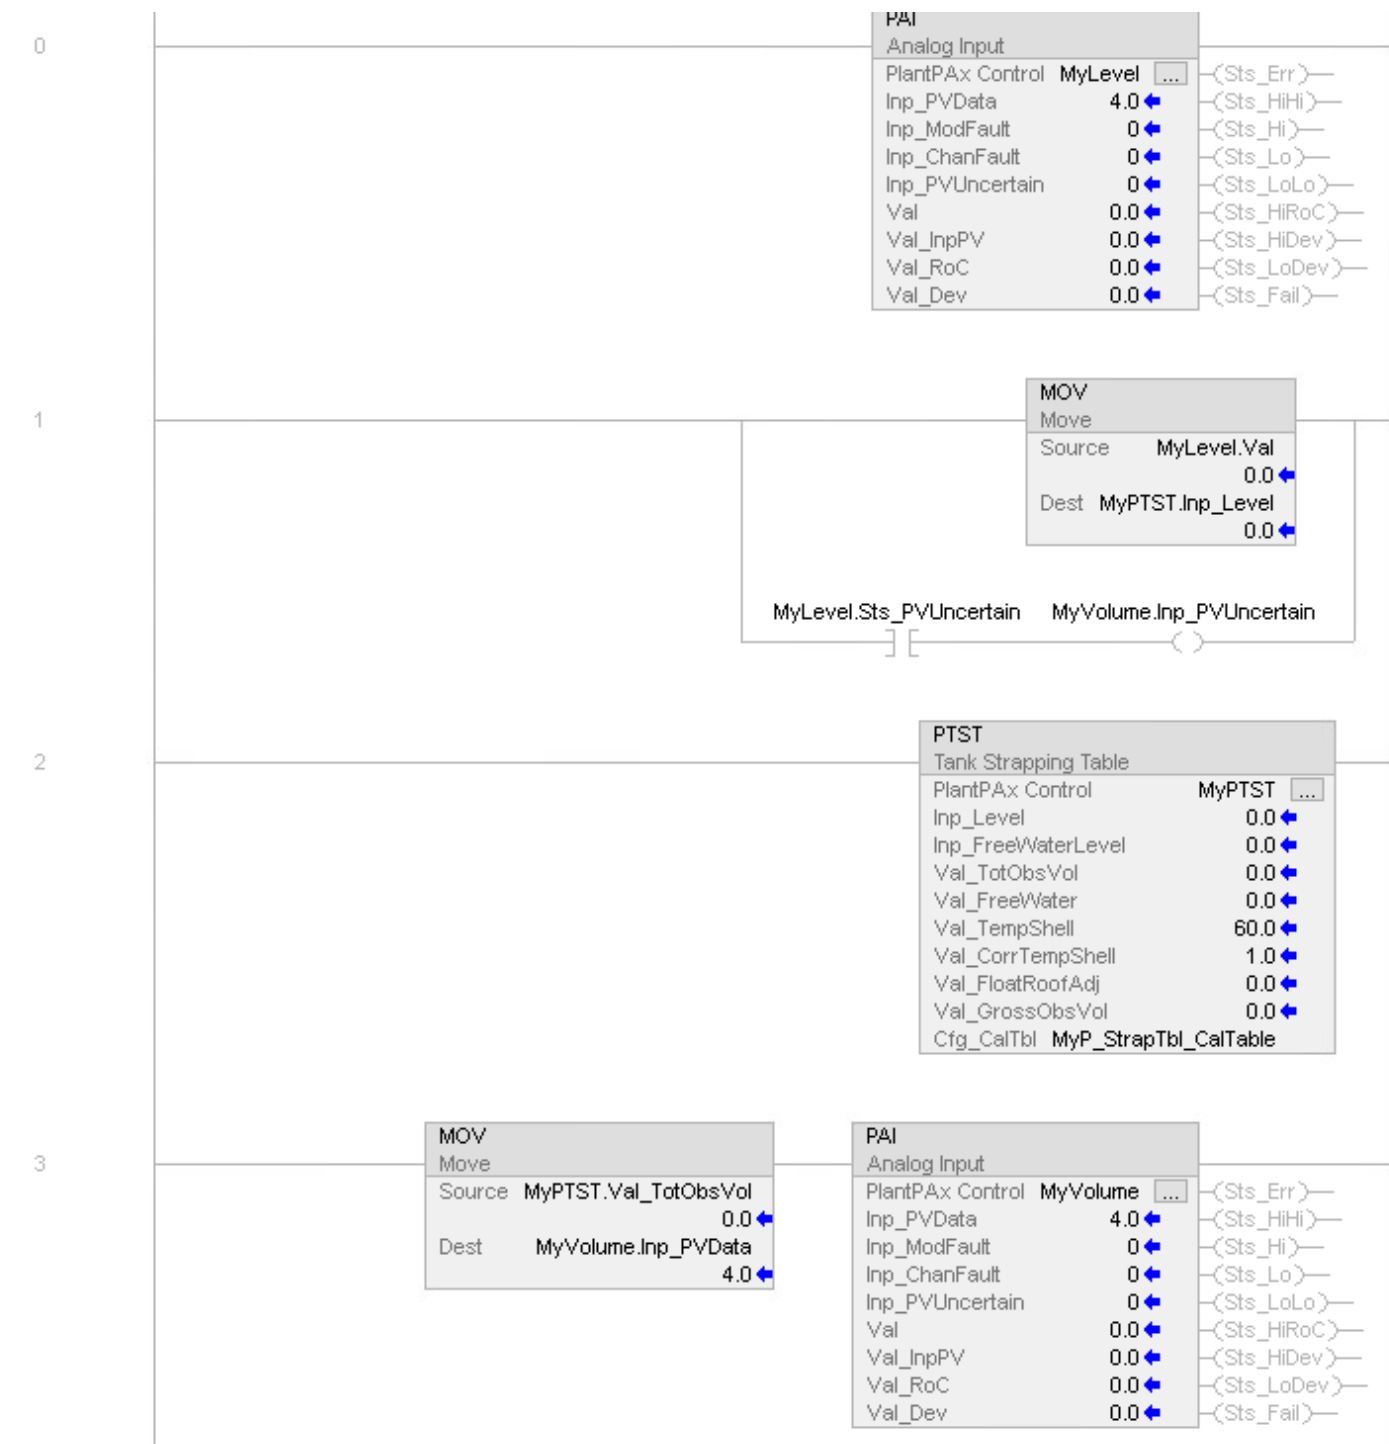 PAI
0
Analog Input
PlantPAx Control MyLevel ... (Sts_Err)
Inp_PVData 4.0 (Sts_HiHi)
Inp_ModFault 0 (Sts_Hi)
Inp_ChanFault 0 (Sts_Lo)
Inp_PVUncertain 0 (Sts_LoLo)
Val 0.0 (Sts_HiRoC)
Val_InpPV 0.0 (Sts_HiDev)
Val_RoC 0.0 (Sts_LoDev)
Val_Dev 0.0 (Sts_Fail)
MOV
1
Move
Source MyLevel.Val
0.0
Dest MyPTST.Inp_Level
0.0
MyLevel.Sts_PVUncertain MyVolume.Inp_PVUncertain
PTST
2
Tank Strapping Table
PlantPAx Control MyPTST ...
Inp_Level 0.0
Inp_FreeWaterLevel 0.0
Val_TotObsVol 0.0
Val_FreeWater 0.0
Val_TempShell 60.0
Val_CorrTempShell 1.0
Val_FloatRoofAdj 0.0
Val_GrossObsVol 0.0
Cfg_CalTbl MyP_StrapTbl_CalTable
3
MOV
Move
Source MyPTST.Val_TotObsVol
0.0
Dest MyVolume.Inp_PVData
4.0
PAI
Analog Input
PlantPAx Control MyVolume ... (Sts_Err)
Inp_PVData 4.0 (Sts_HiHi)
Inp_ModFault 0 (Sts_Hi)
Inp_ChanFault 0 (Sts_Lo)
Inp_PVUncertain 0 (Sts_LoLo)
Val 0.0 (Sts_HiRoC)
Val_InpPV 0.0 (Sts_HiDev)
Val_RoC 0.0 (Sts_LoDev)
Val_Dev 0.0 (Sts_Fail)